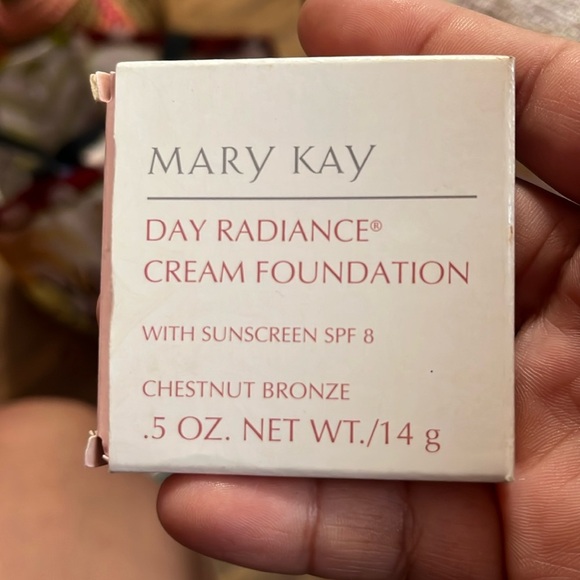 MARY KAY
DAY RADIANCE®
CREAM FOUNDATION
WITH SUNSCREEN SPF 8
CHESTNUT BRONZE
.5 OZ. NET WT./14 g